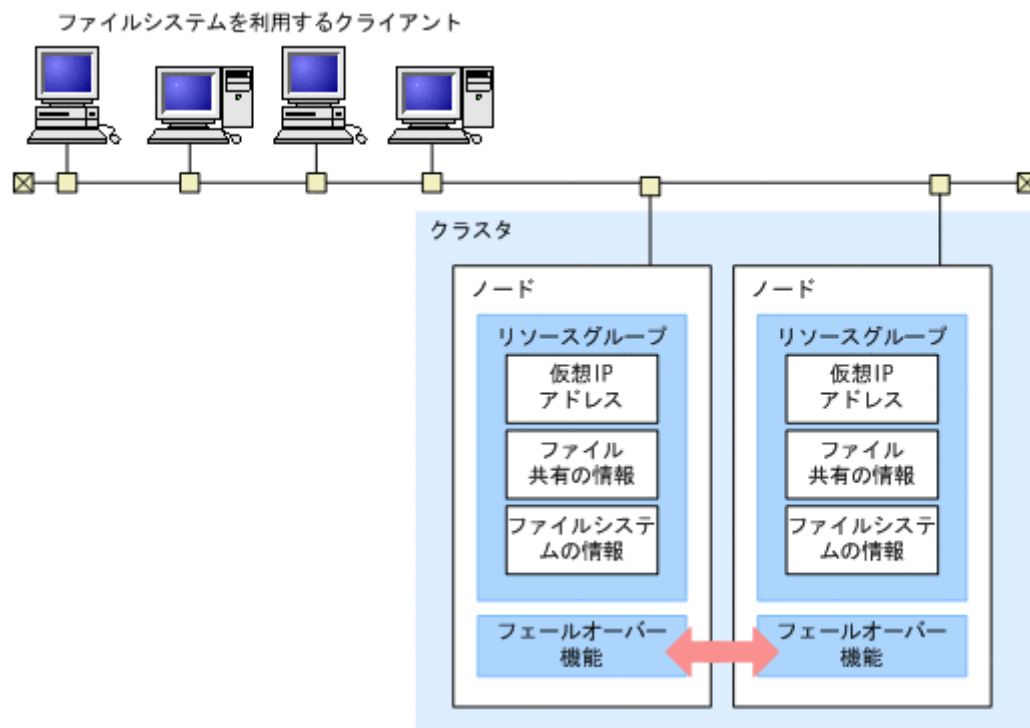 ファイルシステムを利用するクライアント
クラスタ
ノード
リソースグループ
仮想IP
アドレス
ファイル
共有の情報
ファイルシステ
ムの情報
フェールオーバー
機能
ノード
リソースグループ
仮想IP
アドレス
ファイル
共有の情報
ファイルシステ
ムの情報
フェールオーバー
機能